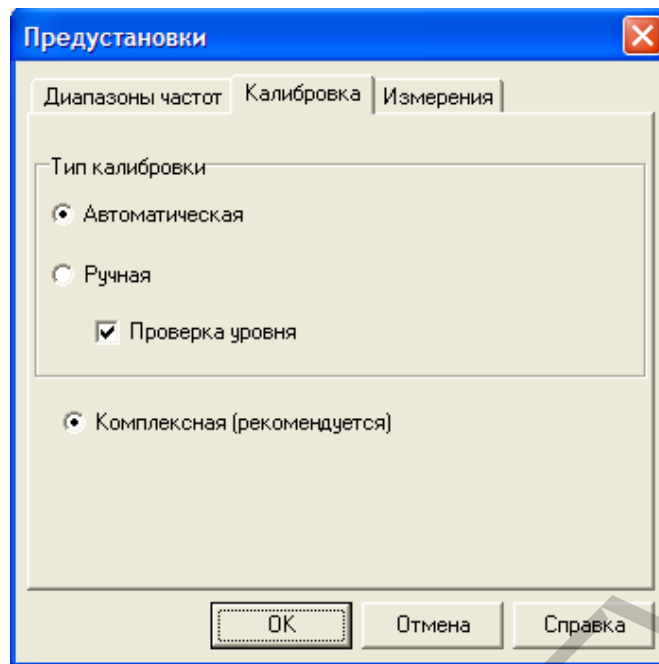 Предустановки
Диапазоны частот Калибровка Измерения
Тип калибровки
Автоматическая
Ручная
Проверка уровня
Комплексная (рекомендуется)
OK Отмена Справка